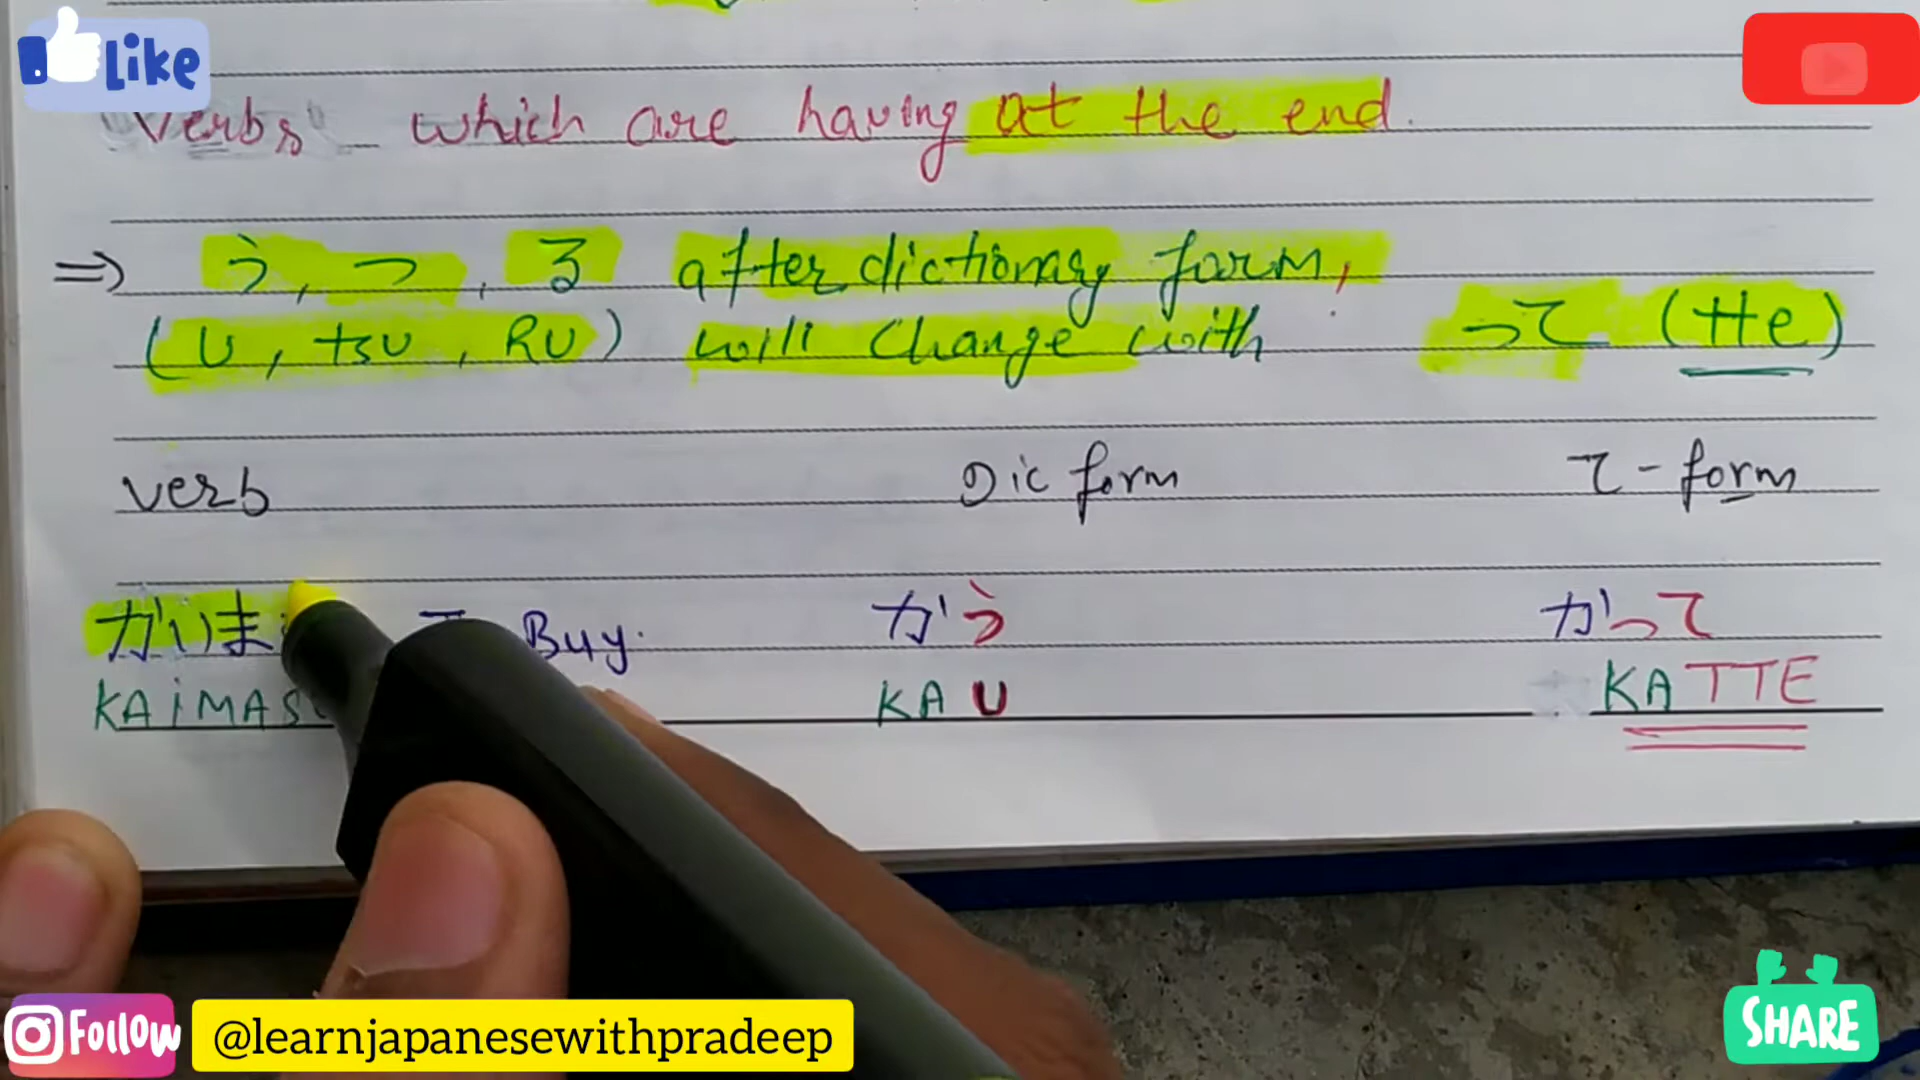 Like
Verbs which are having at the end.
⇒ う, つ, る after dictionary form,
(U, tsu, RU) will change with って (tte)
verb Dic form て-form
かいま Buy. かう かって
KAIMAS KA U KATTE
Follow @learnjapanesewithpradeep
SHARE